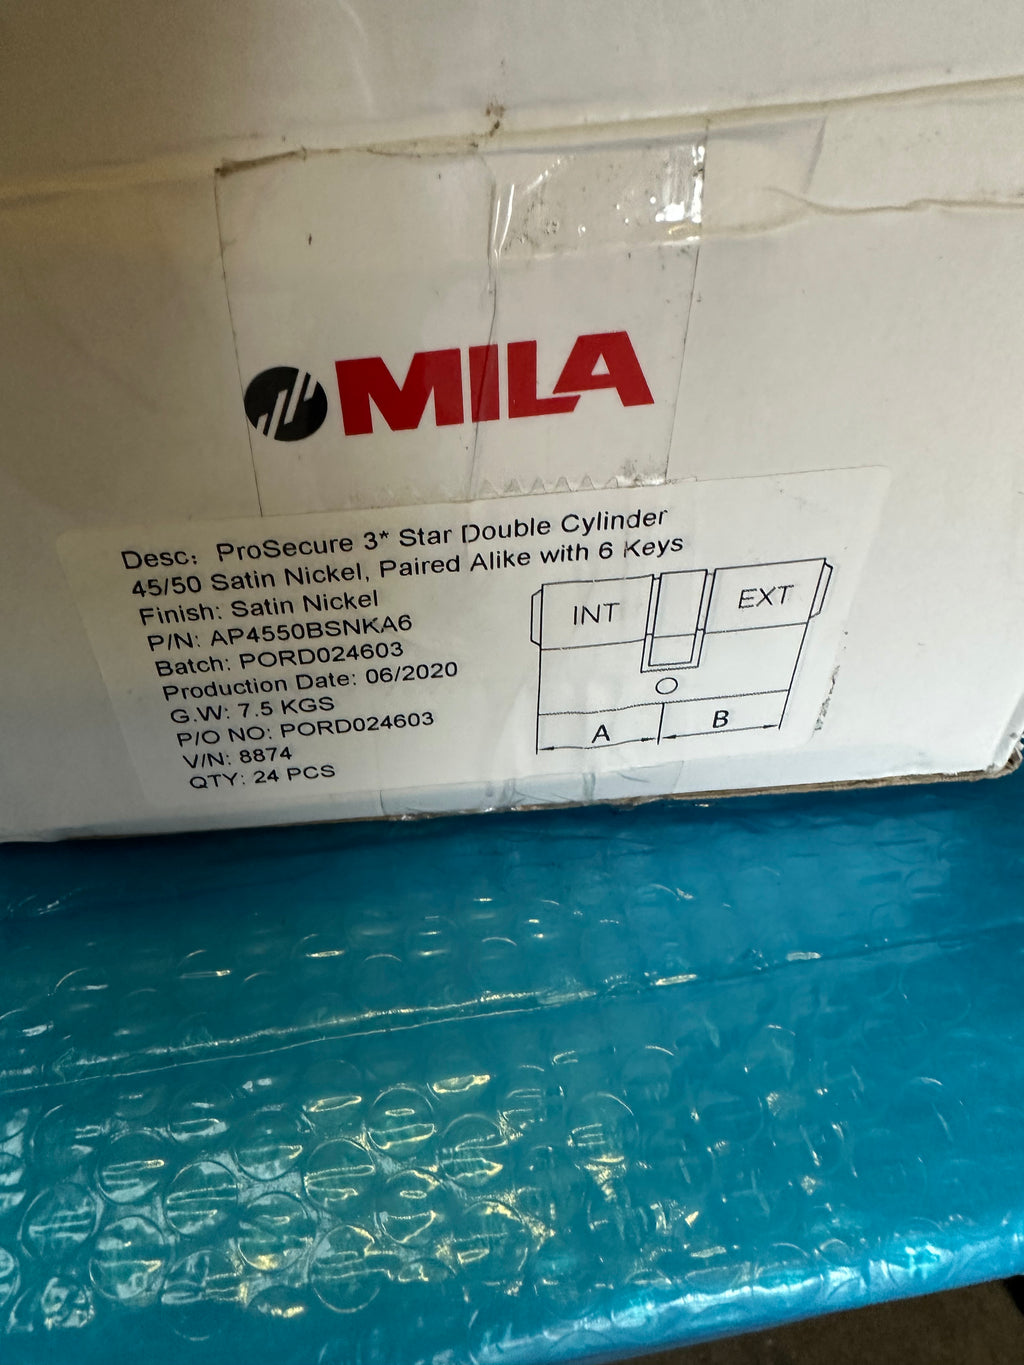 MILA
Desc: ProSecure 3* Star Double Cylinder
45/50 Satin Nickel, Paired Alike with 6 Keys
Finish: Satin Nickel
P/N: AP4550BSNKA6
Batch: PORD024603
Production Date: 06/2020
G.W: 7.5 KGS
P/O NO: PORD024603
V/N: 8874
QTY: 24 PCS
INT EXT
A B